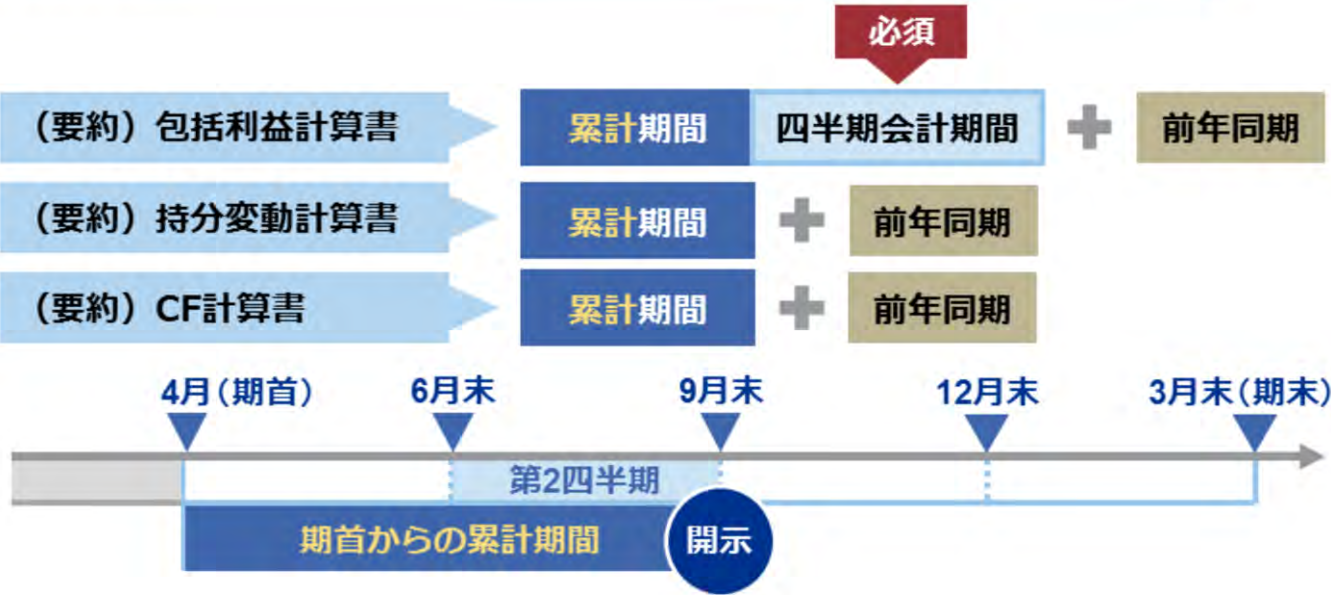 必須
（要約）包括利益計算書 累計期間 四半期会計期間 + 前年同期
（要約）持分変動計算書 累計期間 + 前年同期
（要約）CF計算書 累計期間 + 前年同期
4月（期首） 6月末 9月末 12月末 3月末（期末）
第2四半期
期首からの累計期間 開示